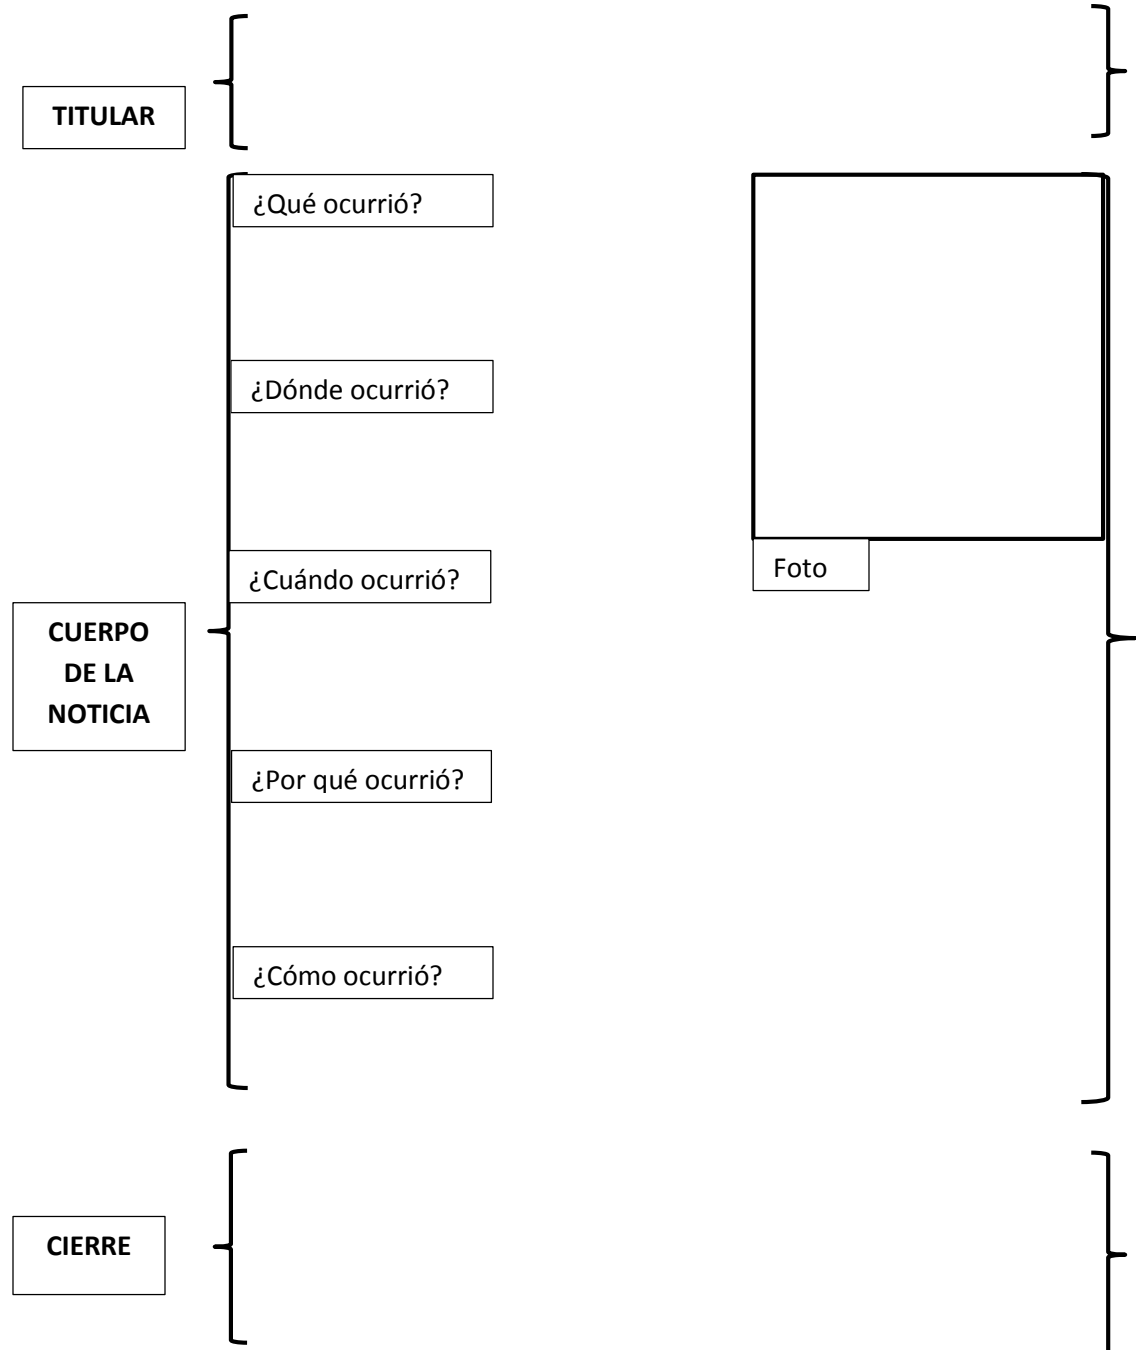 TITULAR
¿Qué ocurrió?
¿Dónde ocurrió?
¿Cuándo ocurrió?
Foto
CUERPO
DE LA
NOTICIA
¿Por qué ocurrió?
¿Cómo ocurrió?
CIERRE